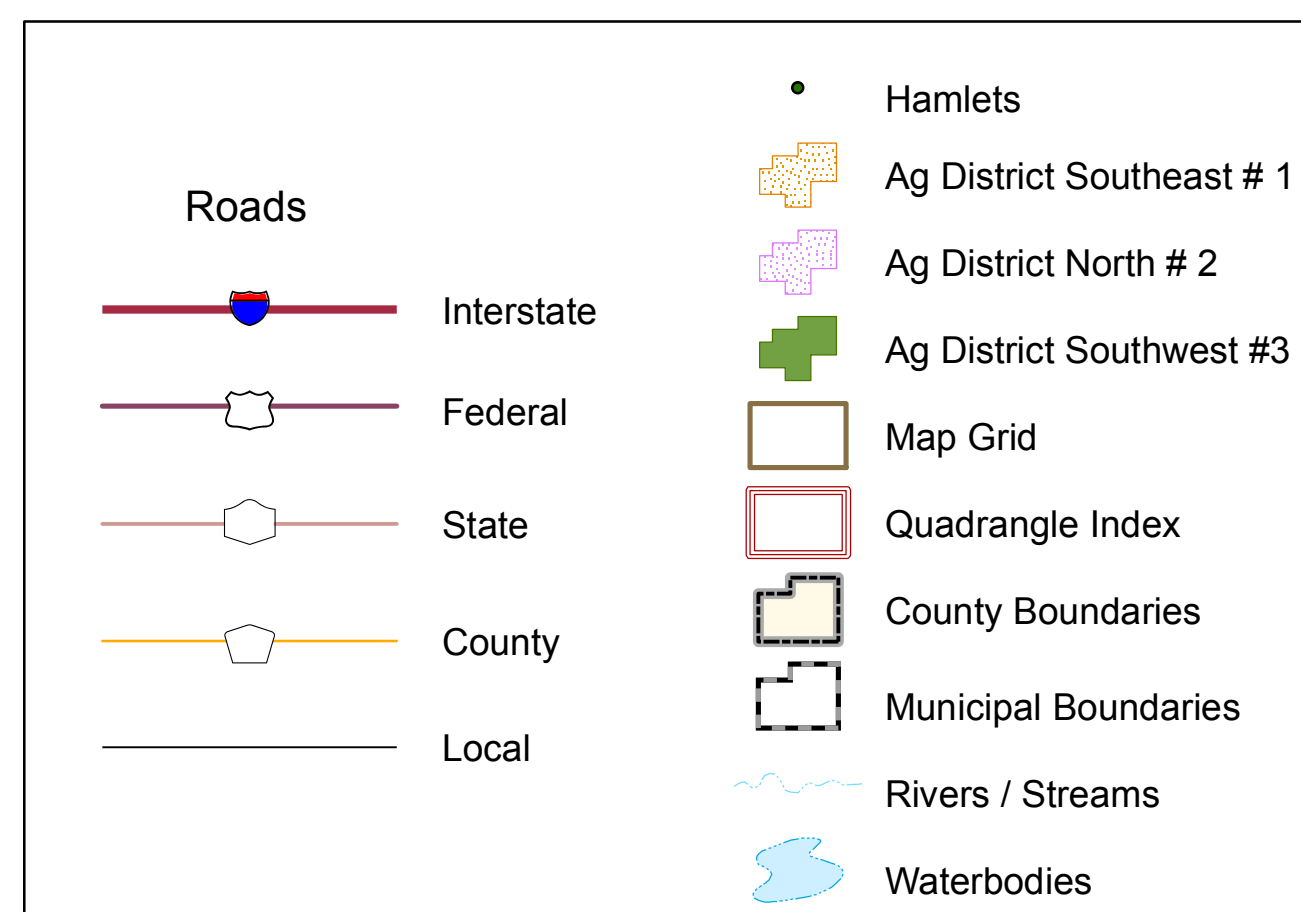 Roads
Interstate
Federal
State
County
Local
Hamlets
Ag District Southeast # 1
Ag District North # 2
Ag District Southwest #3
Map Grid
Quadrangle Index
County Boundaries
Municipal Boundaries
Rivers / Streams
Waterbodies